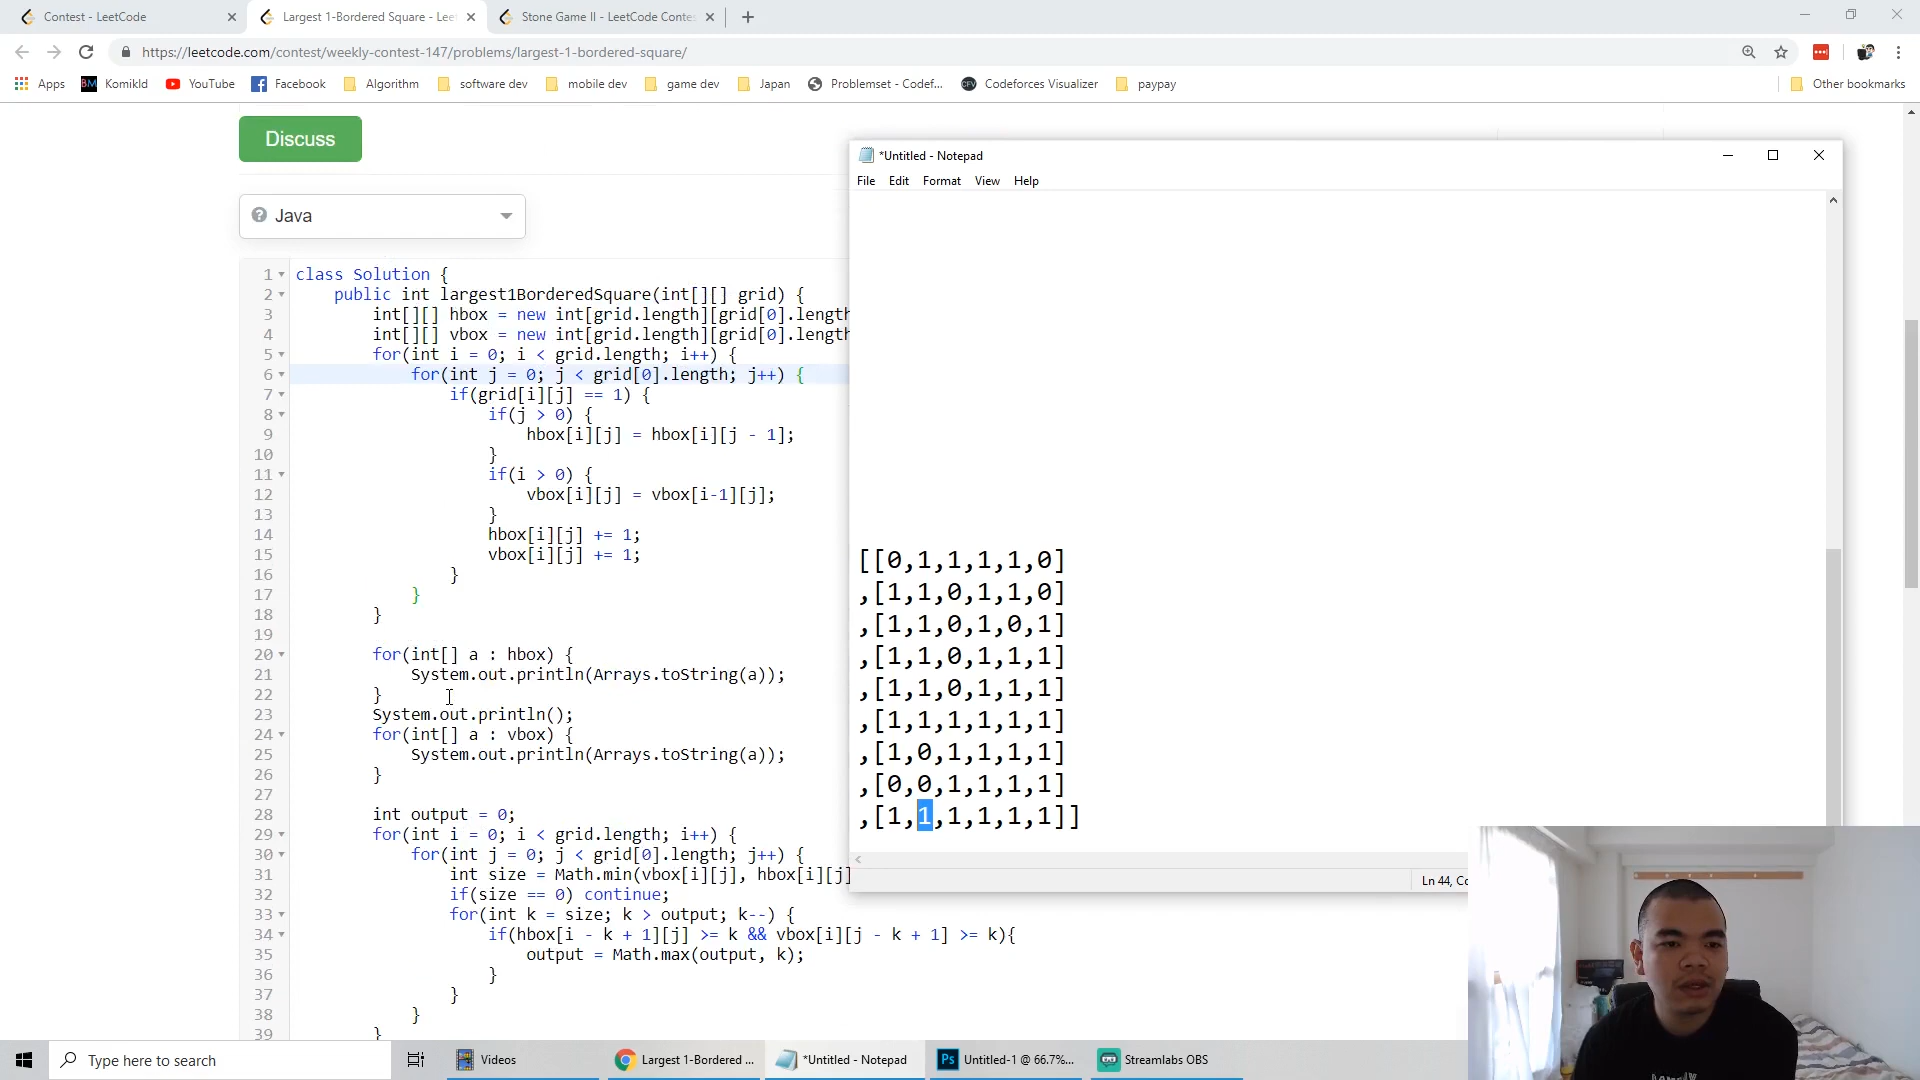 Contest - LeetCode
Largest 1-Bordered Square - Lee
Stone Game II - LeetCode Contes
https://leetcode.com/contest/weekly-contest-147/problems/largest-1-bordered-square/
Apps
BM Komikld
YouTube
Facebook
Algorithm
software dev
mobile dev
game dev
Japan
Problemset - Codef...
Codeforces Visualizer
paypay
Other bookmarks
Discuss
Java
1 class Solution {
2 public int largest1BorderedSquare(int[][] grid) {
3 int[][] hbox = new int[grid.length][grid[0].length
4 int[][] vbox = new int[grid.length][grid[0].length
5 for(int i = 0; i < grid.length; i++) {
6 for(int j = 0; j < grid[0].length; j++) {
7 if(grid[i][j] == 1) {
8 if(j > 0) {
9 hbox[i][j] = hbox[i][j - 1];
10 }
11 if(i > 0) {
12 vbox[i][j] = vbox[i-1][j];
13 }
14 hbox[i][j] += 1;
15 vbox[i][j] += 1;
16 }
17 }
18 }
19
20 for(int[] a : hbox) {
21 System.out.println(Arrays.toString(a));
22 }
23 System.out.println();
24 for(int[] a : vbox) {
25 System.out.println(Arrays.toString(a));
26 }
27
28 int output = 0;
29 for(int i = 0; i < grid.length; i++) {
30 for(int j = 0; j < grid[0].length; j++) {
31 int size = Math.min(vbox[i][j], hbox[i][j]
32 if(size == 0) continue;
33 for(int k = size; k > output; k--) {
34 if(hbox[i - k + 1][j] >= k && vbox[i][j - k + 1] >= k){
35 output = Math.max(output, k);
36 }
37 }
38 }
39 }
*Untitled - Notepad
File Edit Format View Help
[[0,1,1,1,1,0]
,[1,1,0,1,1,0]
,[1,1,0,1,0,1]
,[1,1,0,1,1,1]
,[1,1,0,1,1,1]
,[1,1,1,1,1,1]
,[1,0,1,1,1,1]
,[0,0,1,1,1,1]
,[1,1,1,1,1,1]]
Ln 44, Co
Type here to search
Videos
Largest 1-Bordered ...
*Untitled - Notepad
Ps Untitled-1 @ 66.7%...
Streamlabs OBS